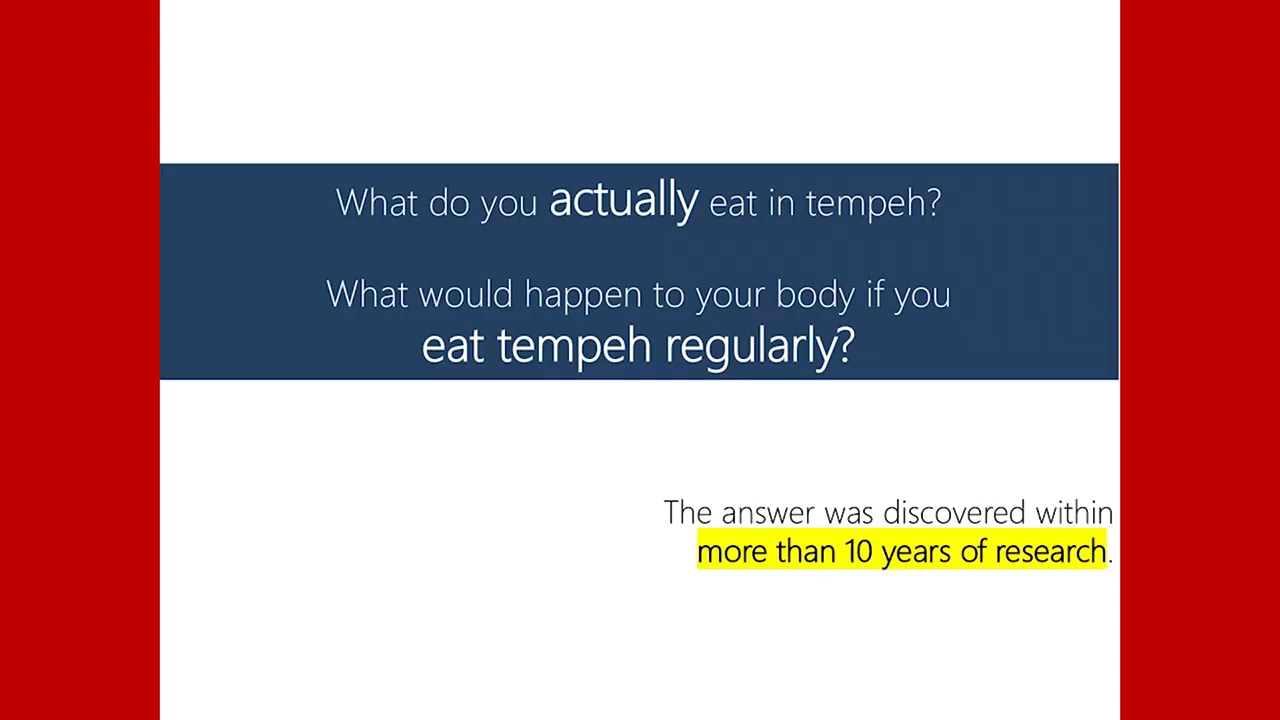 What do you actually eat in tempeh?
What would happen to your body if you
eat tempeh regularly?
The answer was discovered within
more than 10 years of research.